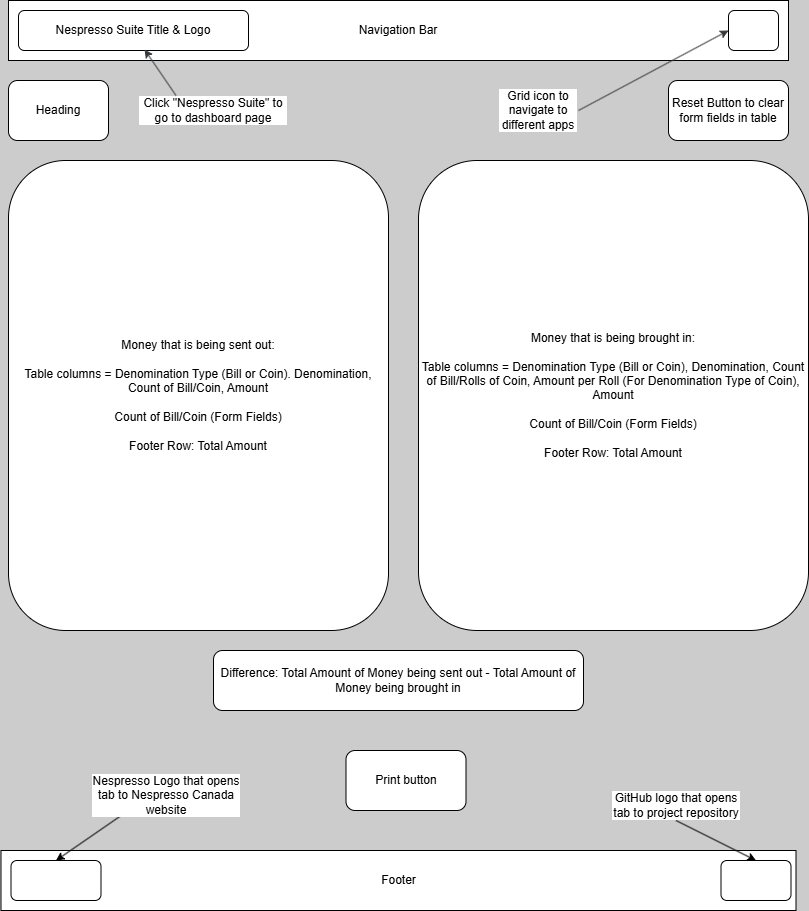 Nespresso Suite Title & Logo
Navigation Bar
Heading
Click "Nespresso Suite" to
go to dashboard page
Grid icon to
navigate to
different apps
Reset Button to clear
form fields in table
Money that is being sent out:
Table columns = Denomination Type (Bill or Coin). Denomination,
Count of Bill/Coin, Amount
Count of Bill/Coin (Form Fields)
Footer Row: Total Amount
Money that is being brought in:
Table columns = Denomination Type (Bill or Coin), Denomination, Count
of Bill/Rolls of Coin, Amount per Roll (For Denomination Type of Coin),
Amount
Count of Bill/Coin (Form Fields)
Footer Row: Total Amount
Difference: Total Amount of Money being sent out - Total Amount of
Money being brought in
Nespresso Logo that opens
tab to Nespresso Canada
website
Print button
GitHub logo that opens
tab to project repository
Footer